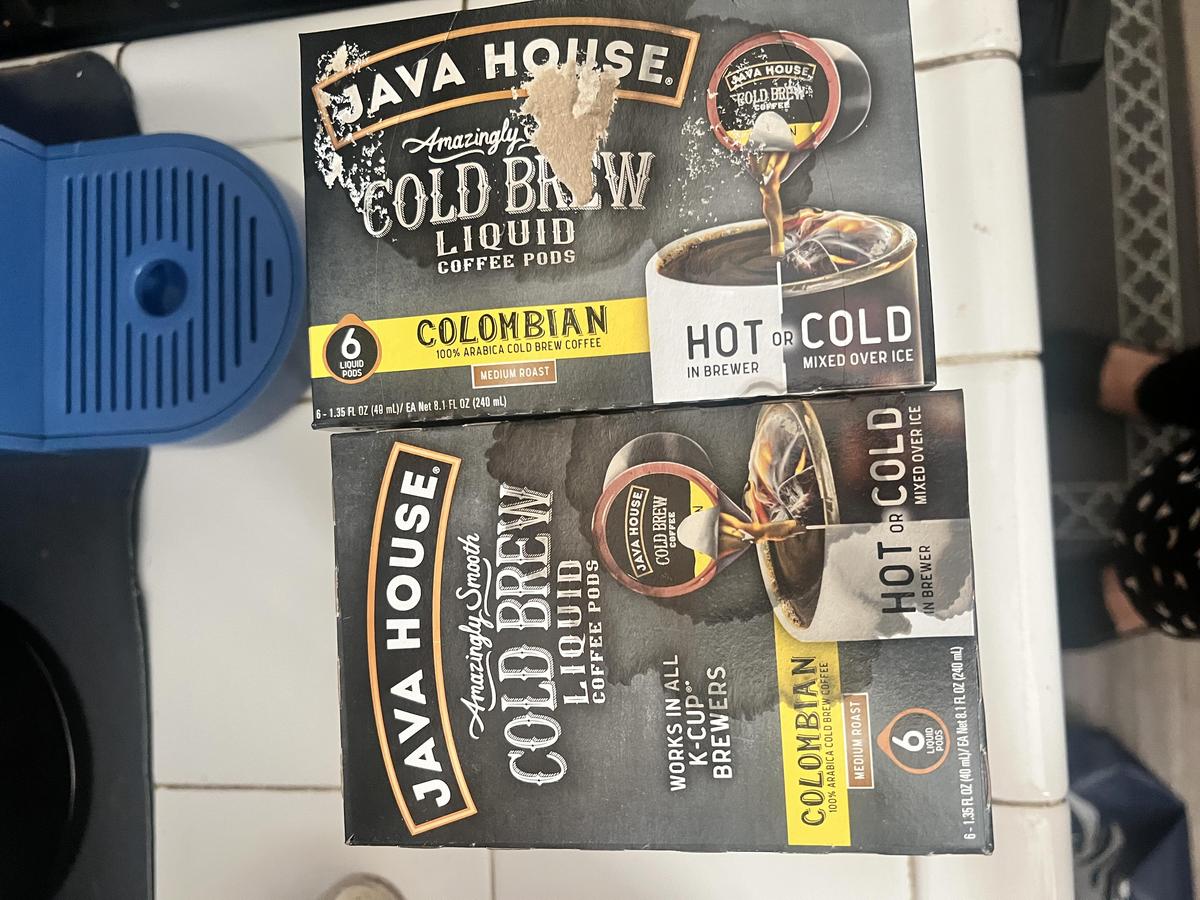 JAVA HOUSE®
Amazingly
COLD BREW
LIQUID
COFFEE PODS
JAVA HOUSE
COLD BREW
COFFEE
6
LIQUID
PODS
COLOMBIAN
100% ARABICA COLD BREW COFFEE
MEDIUM ROAST
6 - 1.35 FL OZ (40 mL)/ EA Net 8.1 FL OZ (240 mL)
HOT OR COLD
IN BREWER MIXED OVER ICE
JAVA HOUSE®
Amazingly Smooth
COLD BREW
LIQUID
COFFEE PODS
JAVA HOUSE
COLD BREW
COFFEE
WORKS IN ALL
K-CUP®*
BREWERS
HOT OR COLD
IN BREWER MIXED OVER ICE
COLOMBIAN
100% ARABICA COLD BREW COFFEE
MEDIUM ROAST
6
LIQUID
PODS
6 - 1.35 FL OZ (40 mL)/ EA Net 8.1 FL OZ (240 mL)